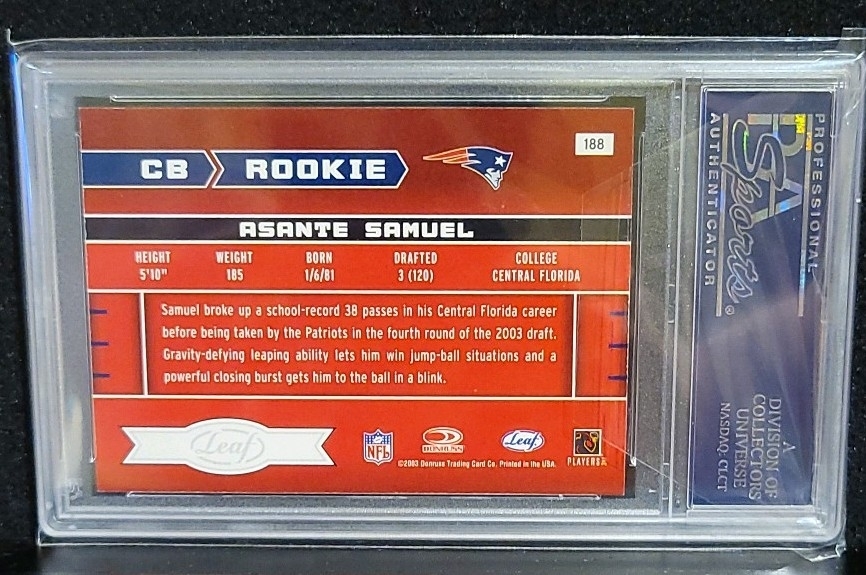 188
CB ROOKIE
ASANTE SAMUEL
HEIGHT WEIGHT BORN DRAFTED COLLEGE
5'10" 185 1/6/81 3 (120) CENTRAL FLORIDA
Samuel broke up a school-record 38 passes in his Central Florida career
before being taken by the Patriots in the fourth round of the 2003 draft.
Gravity-defying leaping ability lets him win jump-ball situations and a
powerful closing burst gets him to the ball in a blink.
Leaf
NFL
DONRUSS
Leaf
PLAYERS
©2003 Donruss Trading Card Co. Printed in the USA.
PROFESSIONAL
PSA
Sports®
AUTHENTICATOR
A
DIVISION OF
COLLECTORS
UNIVERSE
NASDAQ: CLCT